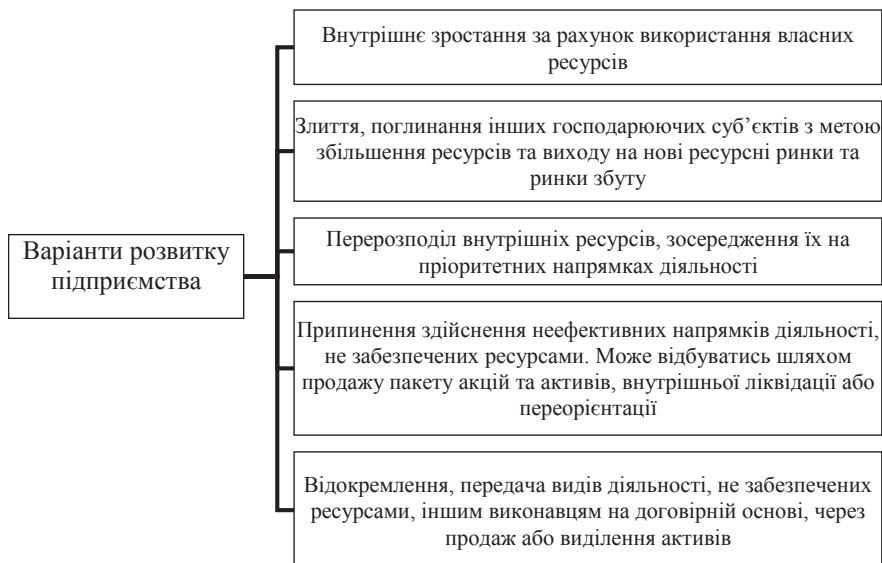 Варіанти розвитку
підприємства
Внутрішнє зростання за рахунок використання власних
ресурсів
Злиття, поглинання інших господарюючих суб’єктів з метою
збільшення ресурсів та виходу на нові ресурсні ринки та
ринки збуту
Перерозподіл внутрішніх ресурсів, зосередження їх на
пріоритетних напрямках діяльності
Припинення здійснення неефективних напрямків діяльності,
не забезпечених ресурсами. Може відбуватись шляхом
продажу пакету акцій та активів, внутрішньої ліквідації або
переорієнтації
Відокремлення, передача видів діяльності, не забезпечених
ресурсами, іншим виконавцям на договірній основі, через
продаж або виділення активів